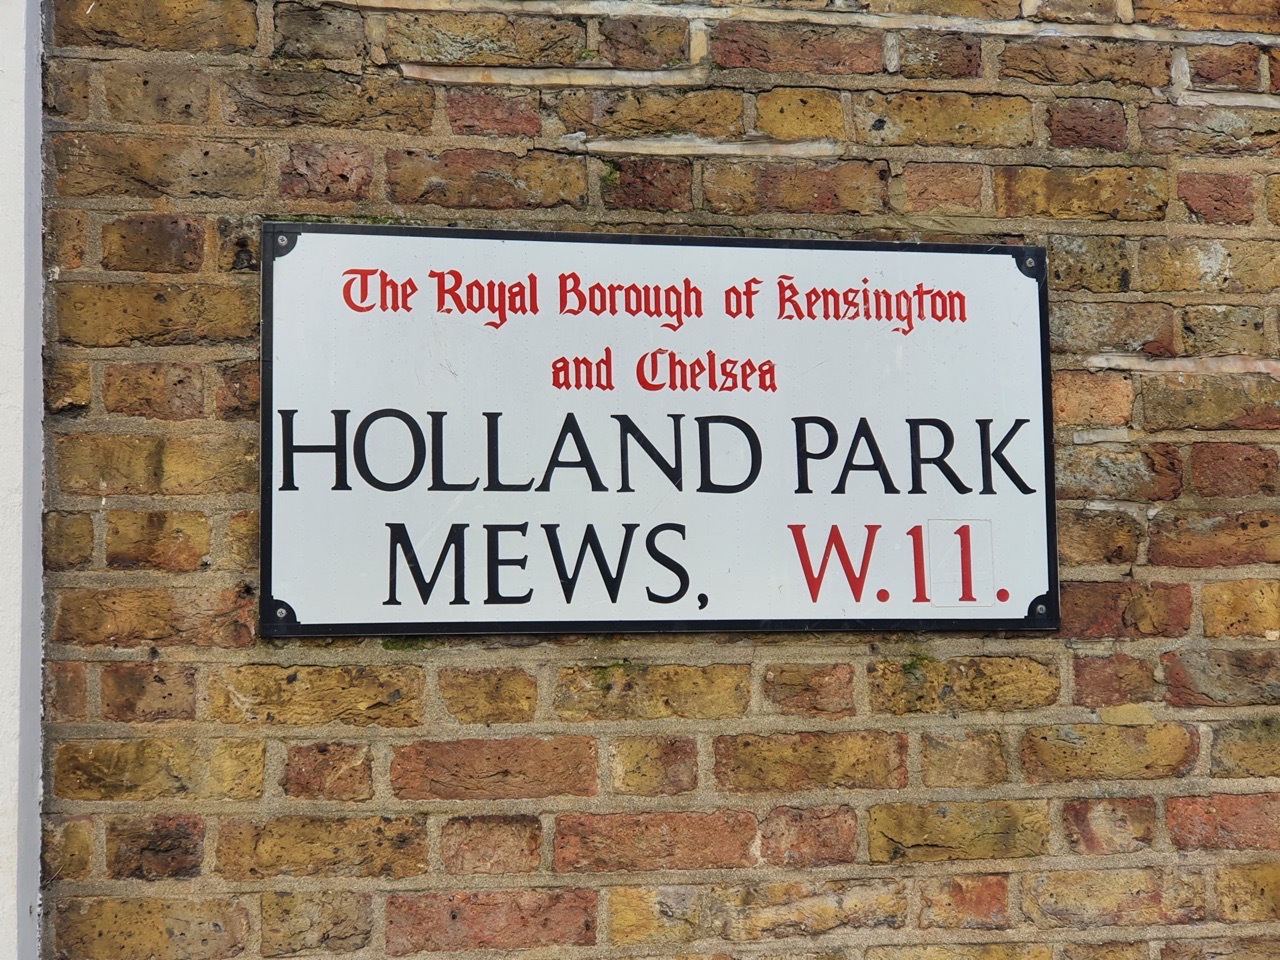 The Royal Borough of Kensington
and Chelsea
HOLLAND PARK
MEWS, W.11.